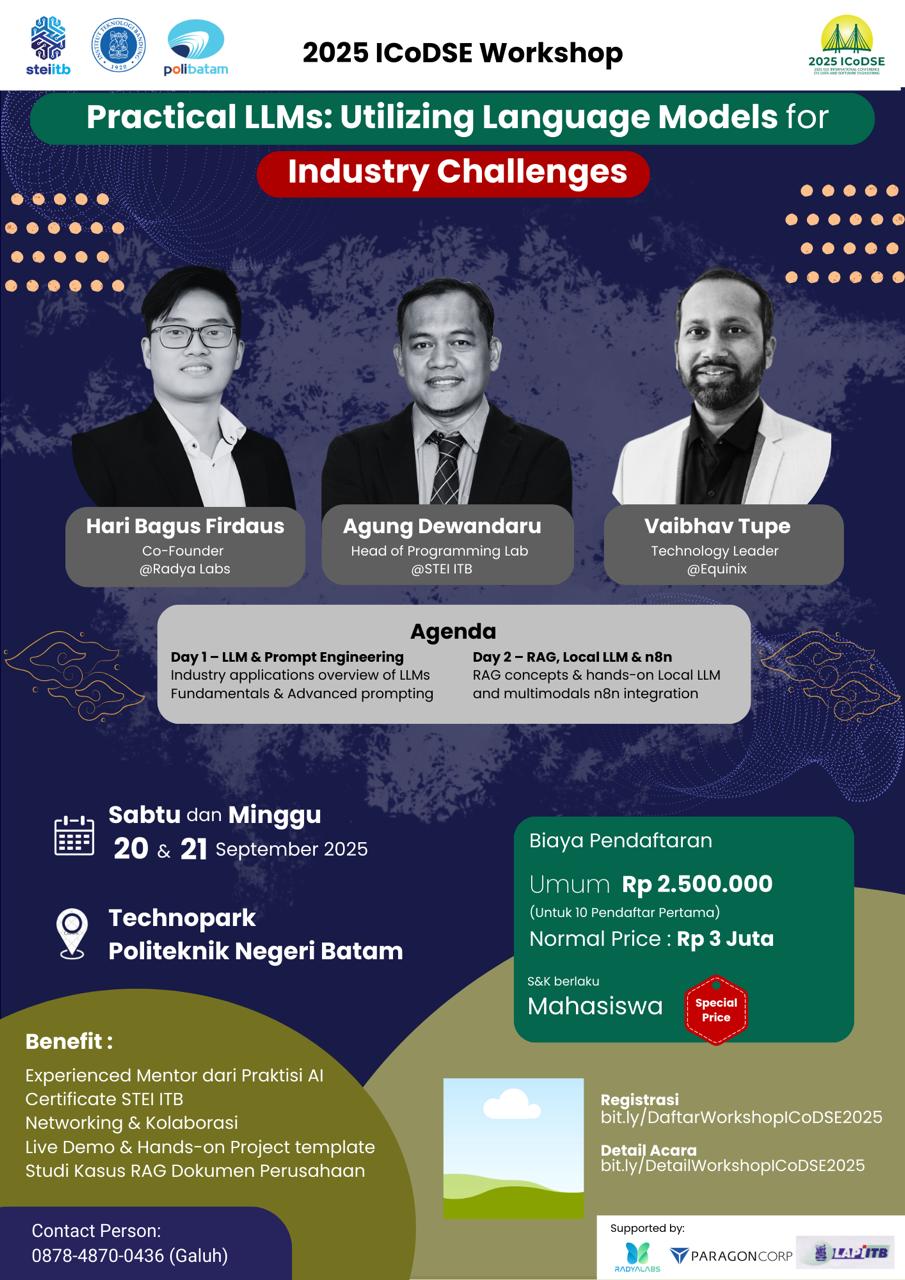 steiitb
INSTITUT TEKNOLOGI BANDUNG
1920
polibatam
2025 ICoDSE Workshop
2025 ICoDSE
Practical LLMs: Utilizing Language Models for
Industry Challenges
Hari Bagus Firdaus
Co-Founder
@Radya Labs
Agung Dewandaru
Head of Programming Lab
@STEI ITB
Vaibhav Tupe
Technology Leader
@Equinix
Agenda
Day 1 – LLM & Prompt Engineering
Industry applications overview of LLMs
Fundamentals & Advanced prompting
Day 2 – RAG, Local LLM & n8n
RAG concepts & hands-on Local LLM
and multimodals n8n integration
Sabtu dan Minggu
20 & 21 September 2025
Technopark
Politeknik Negeri Batam
Biaya Pendaftaran
Umum Rp 2.500.000
(Untuk 10 Pendaftar Pertama)
Normal Price : Rp 3 Juta
S&K berlaku
Mahasiswa
Special
Price
Benefit :
Experienced Mentor dari Praktisi AI
Certificate STEI ITB
Networking & Kolaborasi
Live Demo & Hands-on Project template
Studi Kasus RAG Dokumen Perusahaan
Registrasi
bit.ly/DaftarWorkshopICoDSE2025
Detail Acara
bit.ly/DetailWorkshopICoDSE2025
Contact Person:
0878-4870-0436 (Galuh)
Supported by:
RADYALABS
PARAGONCORP
LAPI ITB